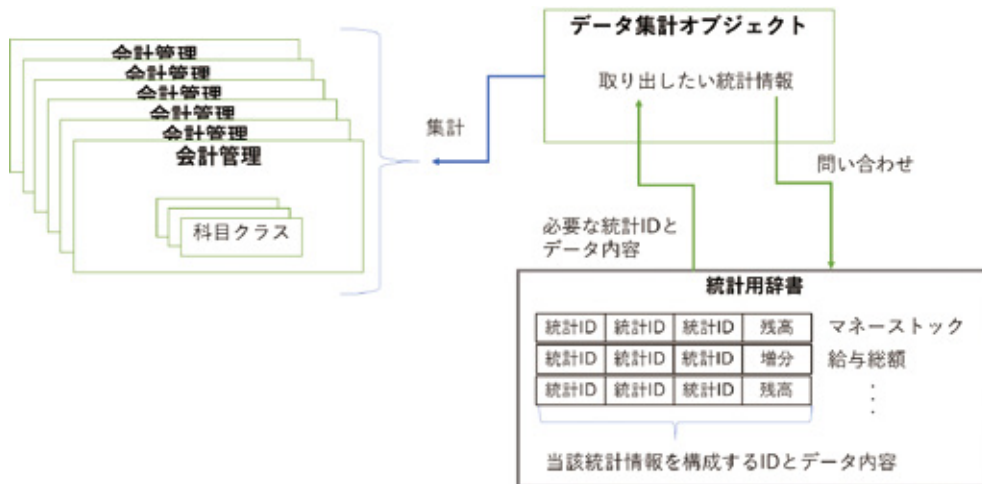 会計管理
会計管理
会計管理
会計管理
会計管理
会計管理
科目クラス
集計
データ集計オブジェクト
取り出したい統計情報
問い合わせ
必要な統計IDと
データ内容
統計用辞書
統計ID 統計ID 統計ID 残高 マネーストック
統計ID 統計ID 統計ID 増分 給与総額
統計ID 統計ID 統計ID 残高
当該統計情報を構成するIDとデータ内容